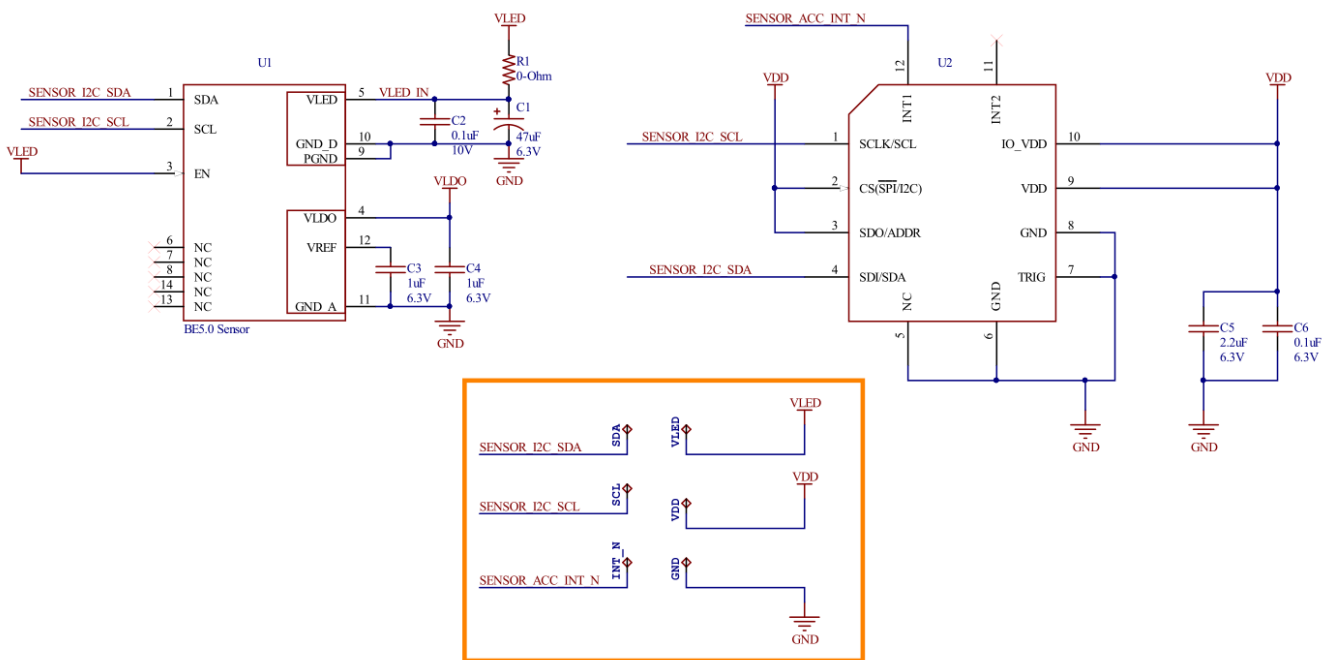 U1
SENSOR_I2C_SDA
1
SDA
SENSOR_I2C_SCL
2
SCL
VLED
3
EN
6
NC
7
NC
8
NC
14
NC
13
NC
BE5.0 Sensor
VLED
5
VLED_IN
GND_D
10
PGND
9
VLDO
4
VREF
12
GND_A
11
VLED
R1
0-Ohm
C2
0.1uF
10V
+
C1
47uF
6.3V
GND
VLDO
C3
1uF
6.3V
C4
1uF
6.3V
GND
SENSOR_ACC_INT_N
U2
12
INT1
11
INT2
VDD
SENSOR_I2C_SCL
1
SCLK/SCL
2
CS(SPI/I2C)
3
SDO/ADDR
SENSOR_I2C_SDA
4
SDI/SDA
IO_VDD
10
VDD
9
GND
8
TRIG
7
NC
5
GND
6
VDD
C5
2.2uF
6.3V
C6
0.1uF
6.3V
GND
GND
SENSOR_I2C_SDA
SDA
VLED
VLED
SENSOR_I2C_SCL
SCL
VDD
VDD
SENSOR_ACC_INT_N
INT_N
GND
GND